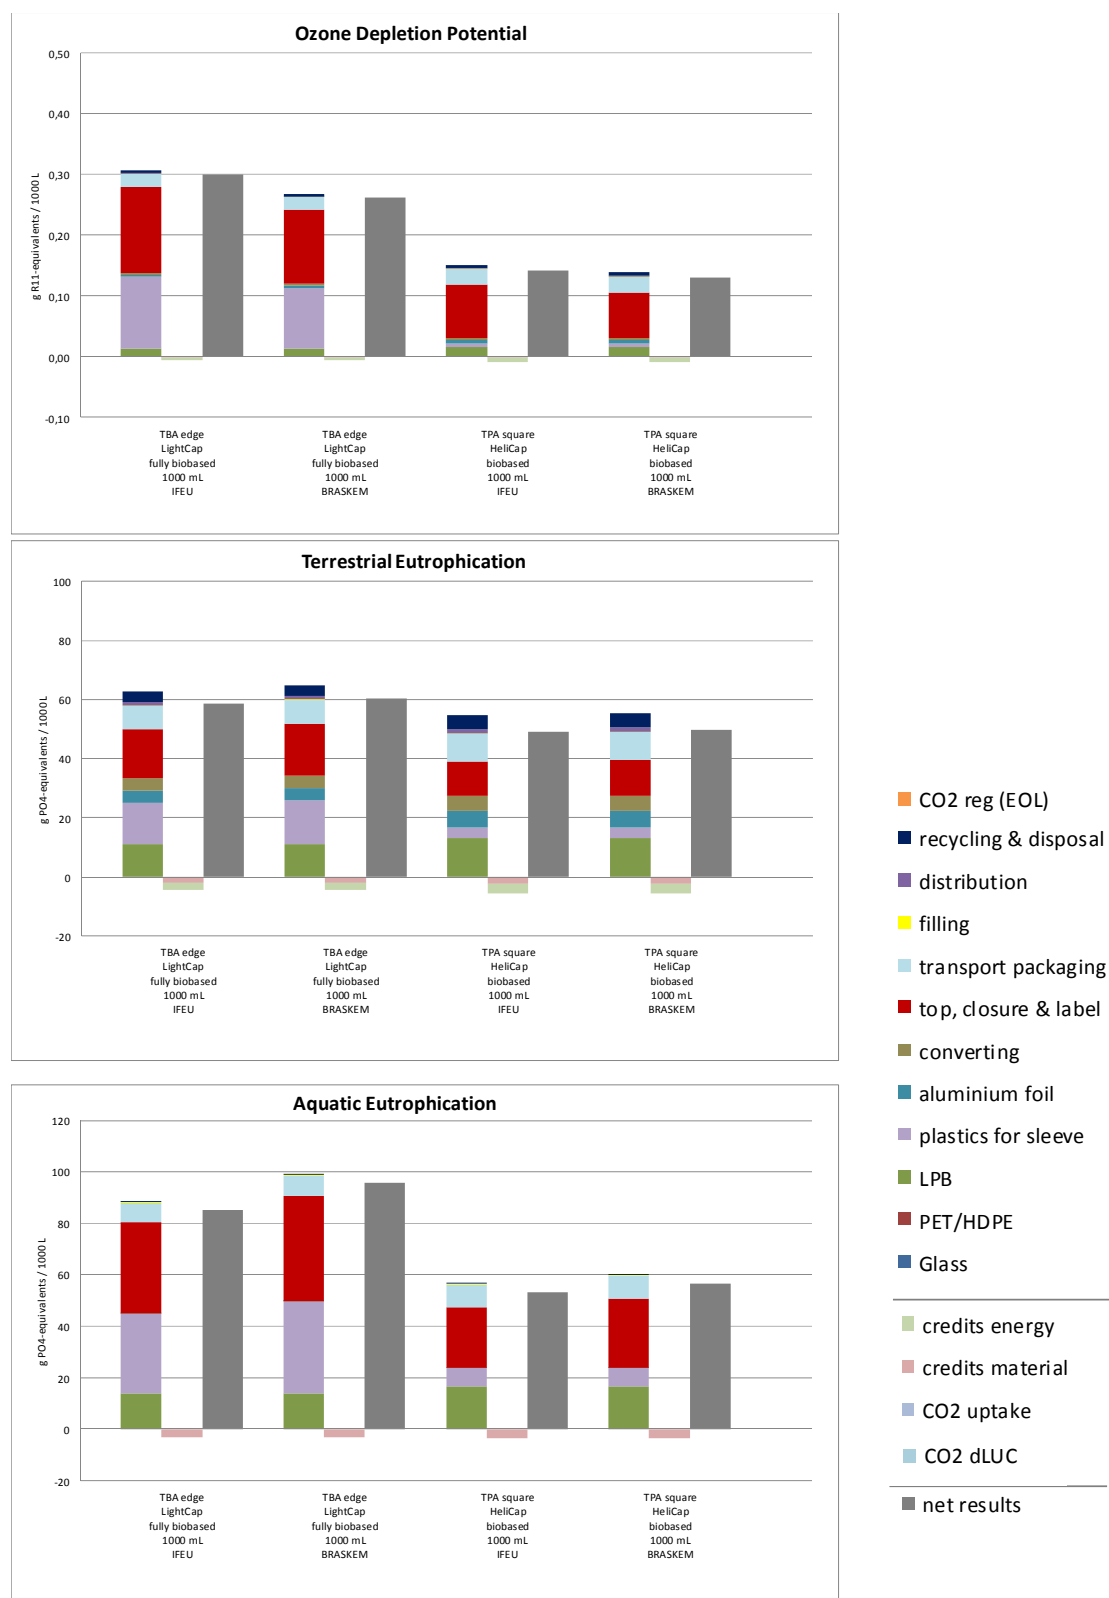 Ozone Depletion Potential
0,50
0,40
0,30
0,20
0,10
0,00
-0,10
g R11-equivalents / 1000 L
TBA edge
LightCap
fully biobased
1000 mL
IFEU
TBA edge
LightCap
fully biobased
1000 mL
BRASKEM
TPA square
HeliCap
biobased
1000 mL
IFEU
TPA square
HeliCap
biobased
1000 mL
BRASKEM
Terrestrial Eutrophication
100
80
60
40
20
0
-20
g PO4-equivalents / 1000 L
TBA edge
LightCap
fully biobased
1000 mL
IFEU
TBA edge
LightCap
fully biobased
1000 mL
BRASKEM
TPA square
HeliCap
biobased
1000 mL
IFEU
TPA square
HeliCap
biobased
1000 mL
BRASKEM
Aquatic Eutrophication
120
100
80
60
40
20
0
-20
g PO4-equivalents / 1000 L
TBA edge
LightCap
fully biobased
1000 mL
IFEU
TBA edge
LightCap
fully biobased
1000 mL
BRASKEM
TPA square
HeliCap
biobased
1000 mL
IFEU
TPA square
HeliCap
biobased
1000 mL
BRASKEM
CO2 reg (EOL)
recycling & disposal
distribution
filling
transport packaging
top, closure & label
converting
aluminium foil
plastics for sleeve
LPB
PET/HDPE
Glass
credits energy
credits material
CO2 uptake
CO2 dLUC
net results